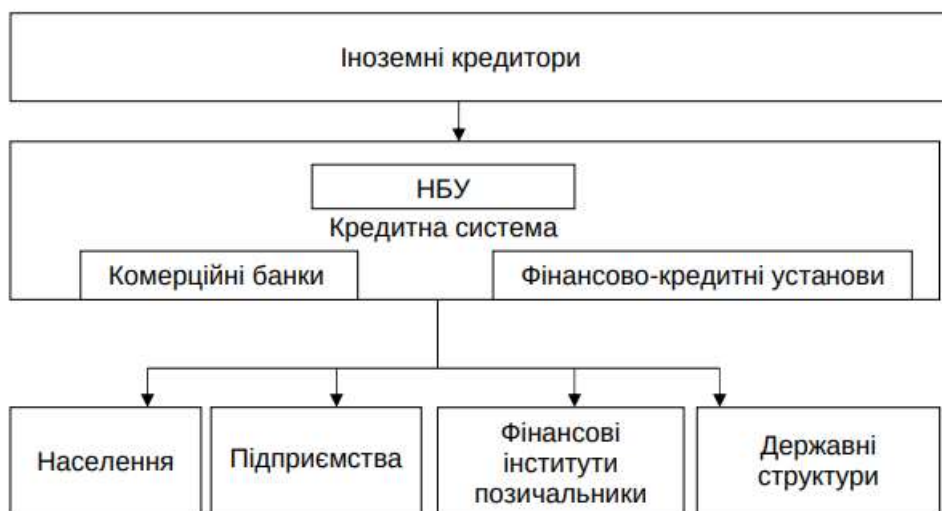 Іноземні кредитори
НБУ
Кредитна система
Комерційні банки
Фінансово-кредитні установи
Населення
Підприємства
Фінансові
інститути
позичальники
Державні
структури